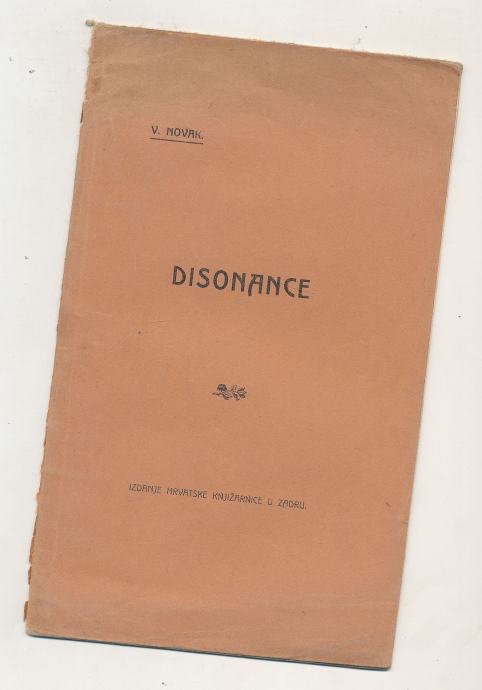 V. NOVAK.
DISONANCE
IZDANJE HRVATSKE KNJIŽARNICE U ZADRU.